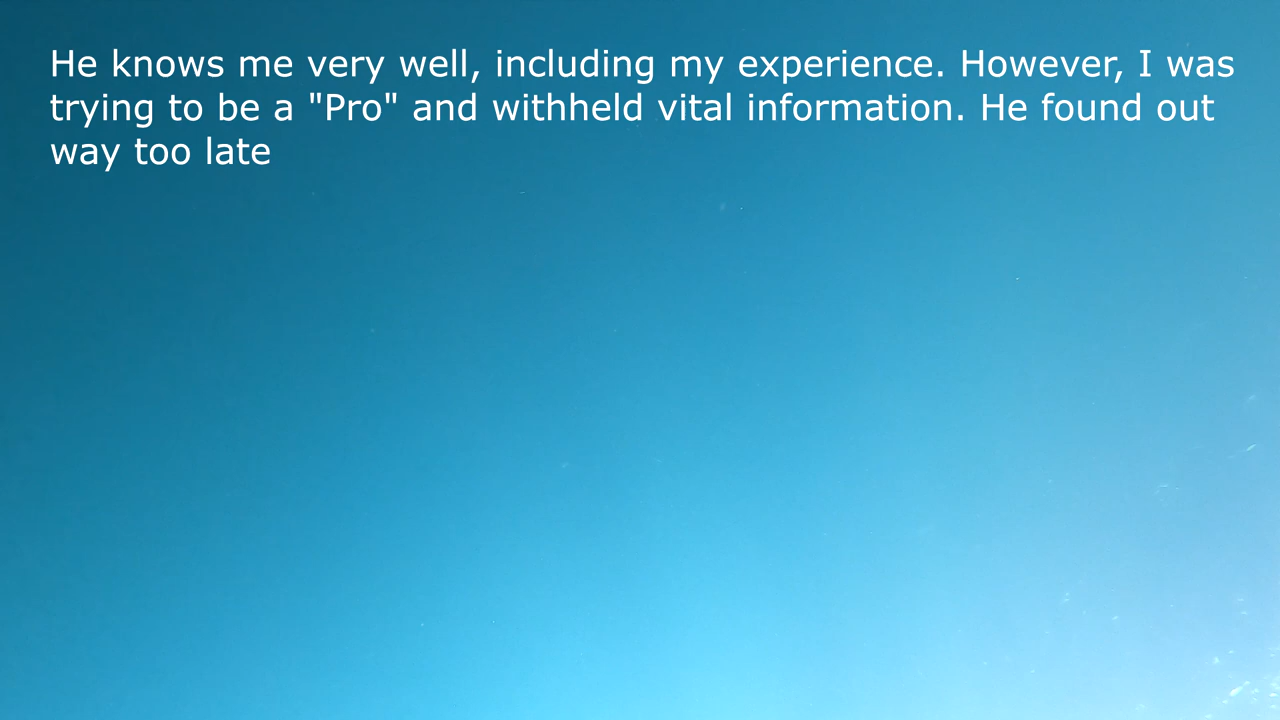 He knows me very well, including my experience. However, I was
trying to be a "Pro" and withheld vital information. He found out
way too late